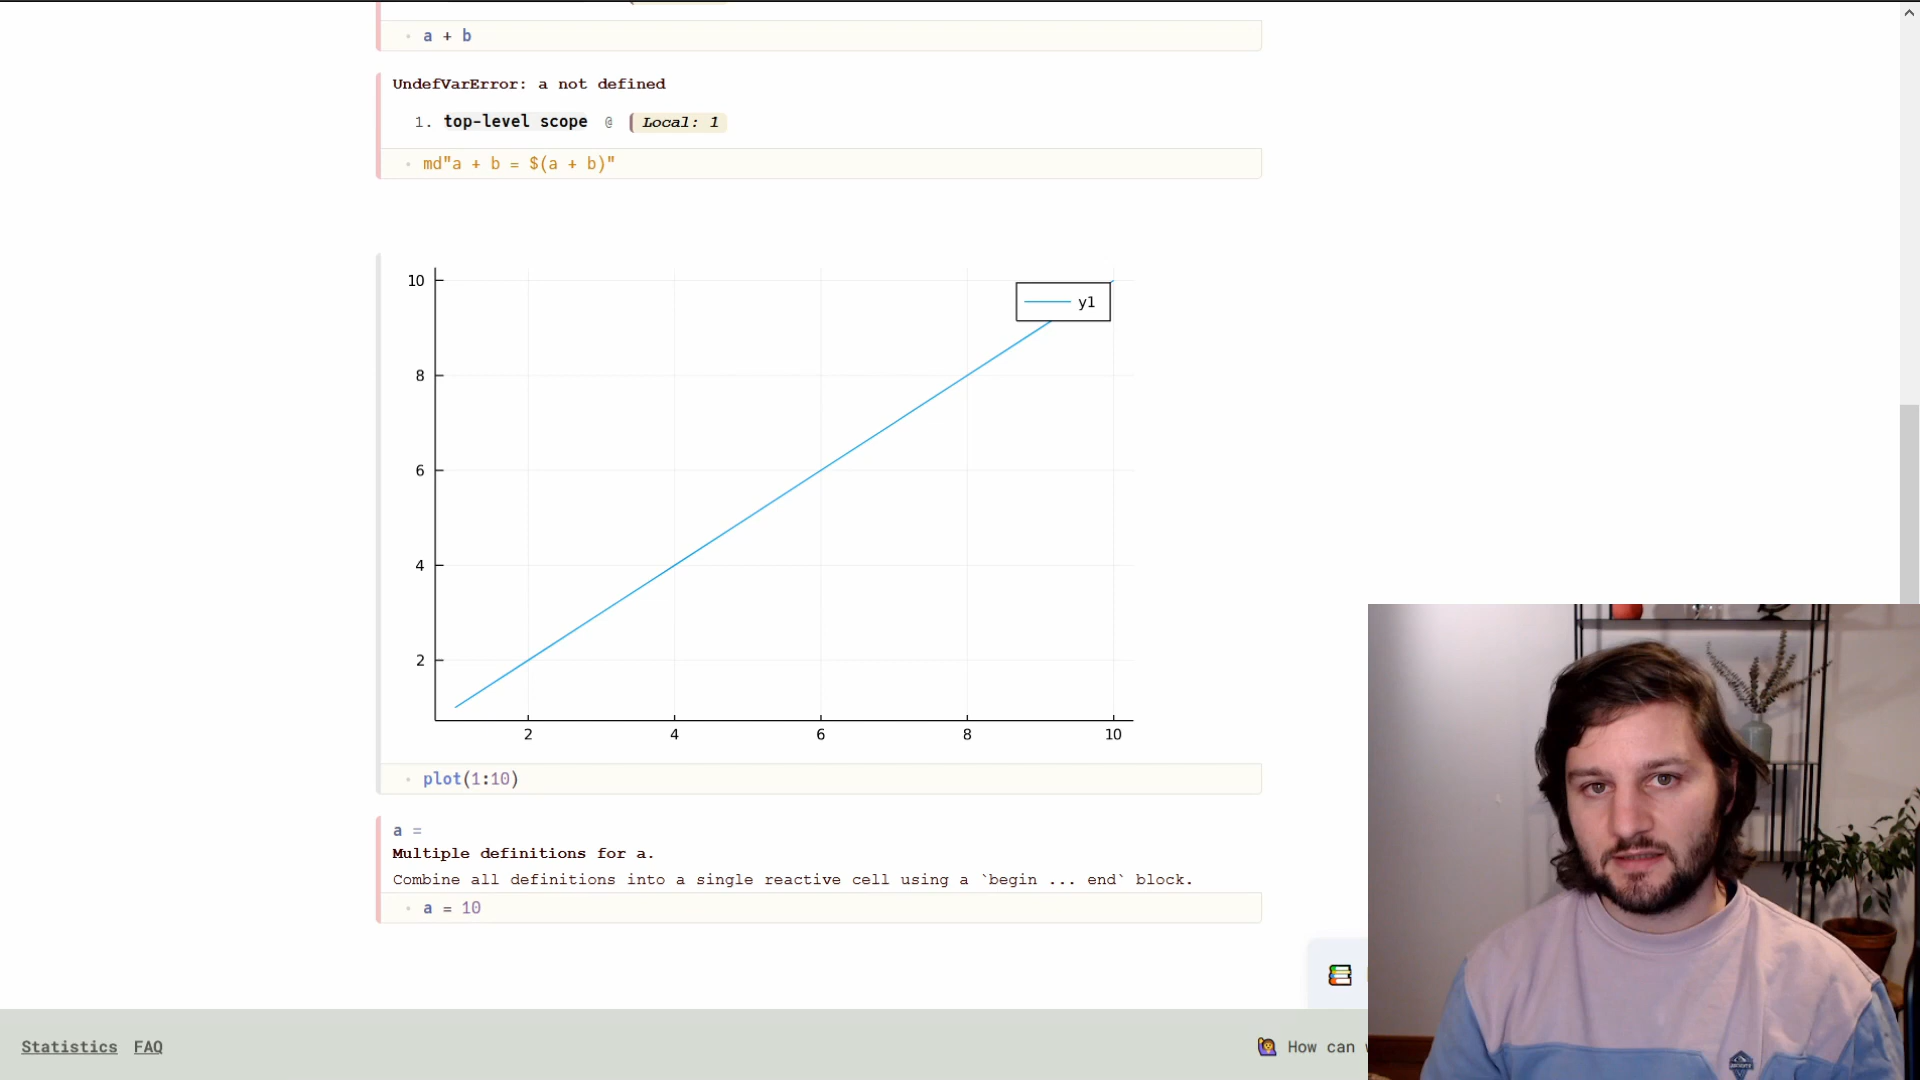 a + b
UndefVarError: a not defined
1. top-level scope @ Local: 1
md"a + b = $(a + b)"
10
8
6
4
2
y1
2 4 6 8 10
plot(1:10)
a =
Multiple definitions for a.
Combine all definitions into a single reactive cell using a `begin ... end` block.
a = 10
Statistics FAQ
How can